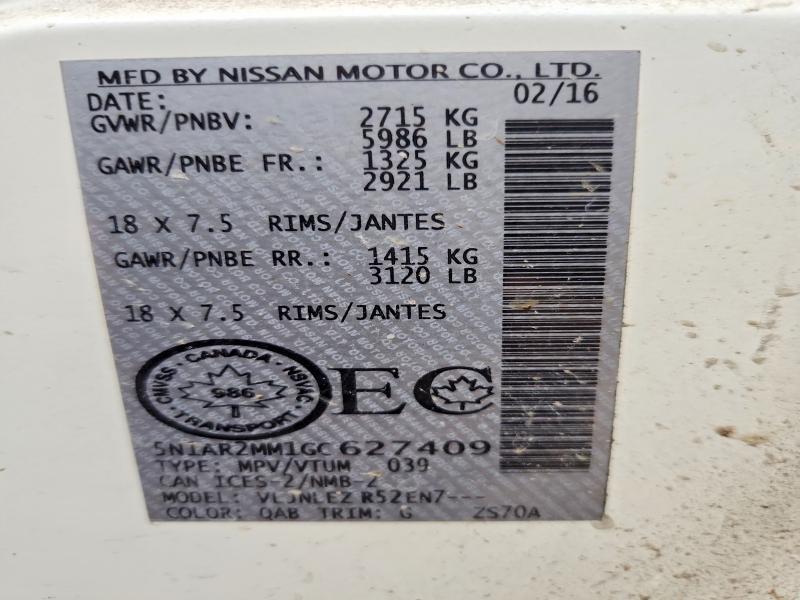 MFD BY NISSAN MOTOR CO., LTD.
DATE: 02/16
GVWR/PNBV: 2715 KG
5986 LB
GAWR/PNBE FR.: 1325 KG
2921 LB
18 X 7.5 RIMS/JANTES
GAWR/PNBE RR.: 1415 KG
3120 LB
18 X 7.5 RIMS/JANTES
CANADA
CMVSS 986 NSVAC
TRANSPORT
EC
5N1AR2MM1GC627409
TYPE: MPV/VTUM 039
CAN ICES-2/NMB-2
MODEL: R52EN7---
COLOR: QAB TRIM: G ZS70A